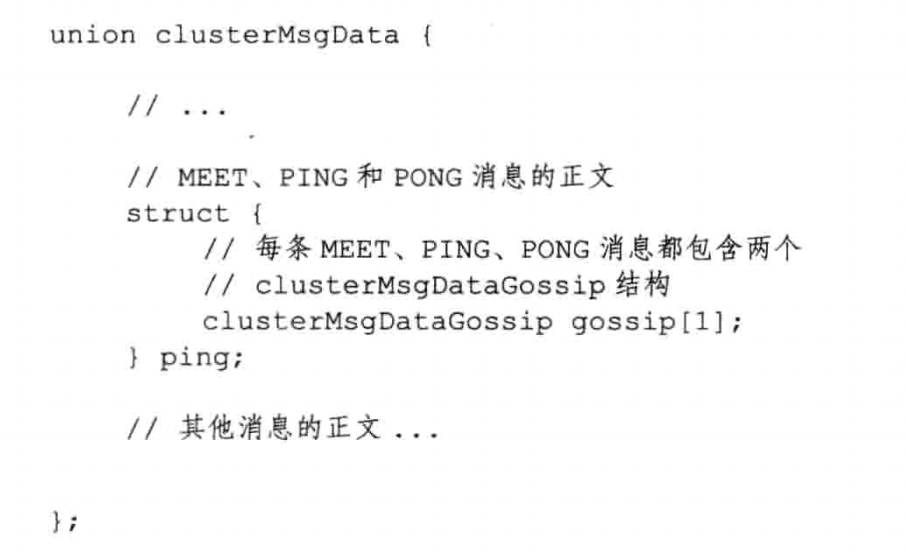 union clusterMsgData {
// ...
// MEET、PING 和 PONG 消息的正文
struct {
// 每条 MEET、PING、PONG 消息都包含两个
// clusterMsgDataGossip 结构
clusterMsgDataGossip gossip[1];
} ping;
// 其他消息的正文 ...
};